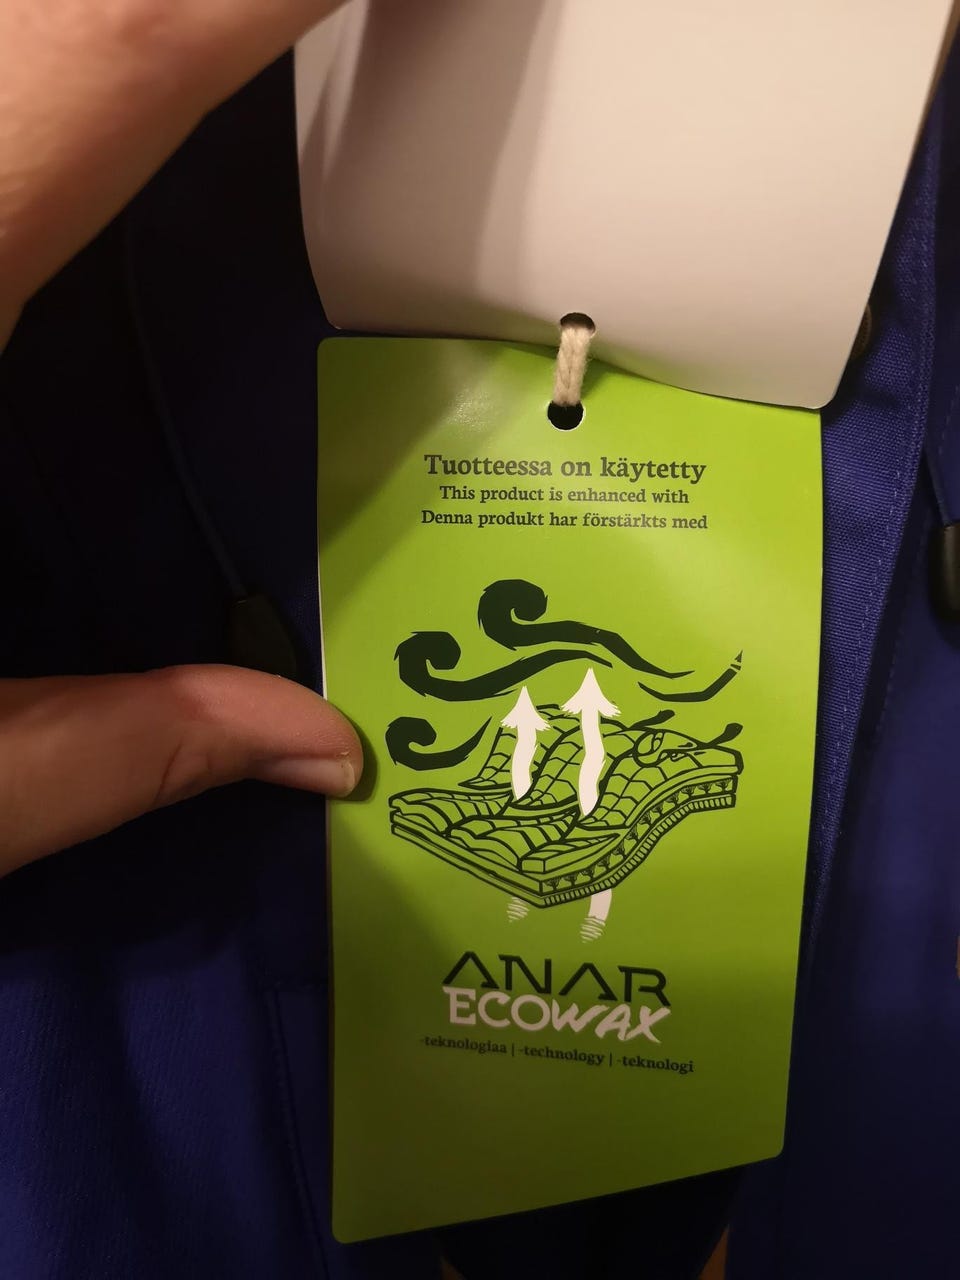 Tuotteessa on käytetty
This product is enhanced with
Denna produkt har förstärkts med
ANAR
ECOWAX
-teknologiaa | -technology | -teknologi